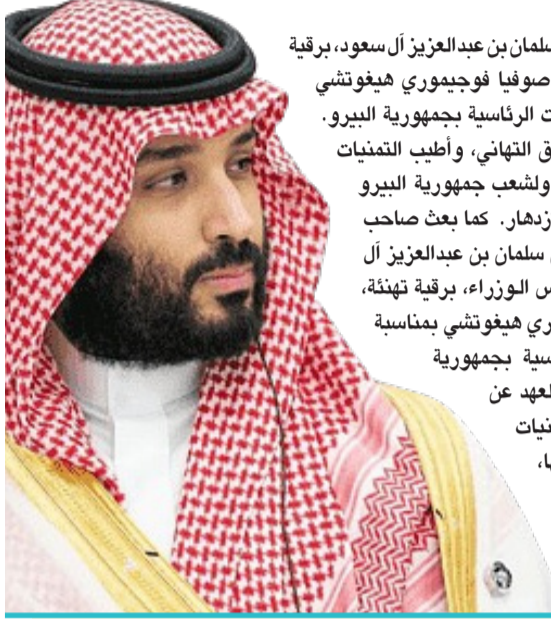 سلمان بن عبدالعزيز آل سعود، برقية
صوفيا فوجيموري هيغوتشي
ت الرئاسية بجمهورية البيرو.
ق التهاني، وأطيب التمنيات
ولشعب جمهورية البيرو
زدهار. كما بعث صاحب
سلمان بن عبدالعزيز آل
س الوزراء، برقية تهنئة،
ري هيغوتشي بمناسبة
سية بجمهورية
لعهد عن
نيات
ا،